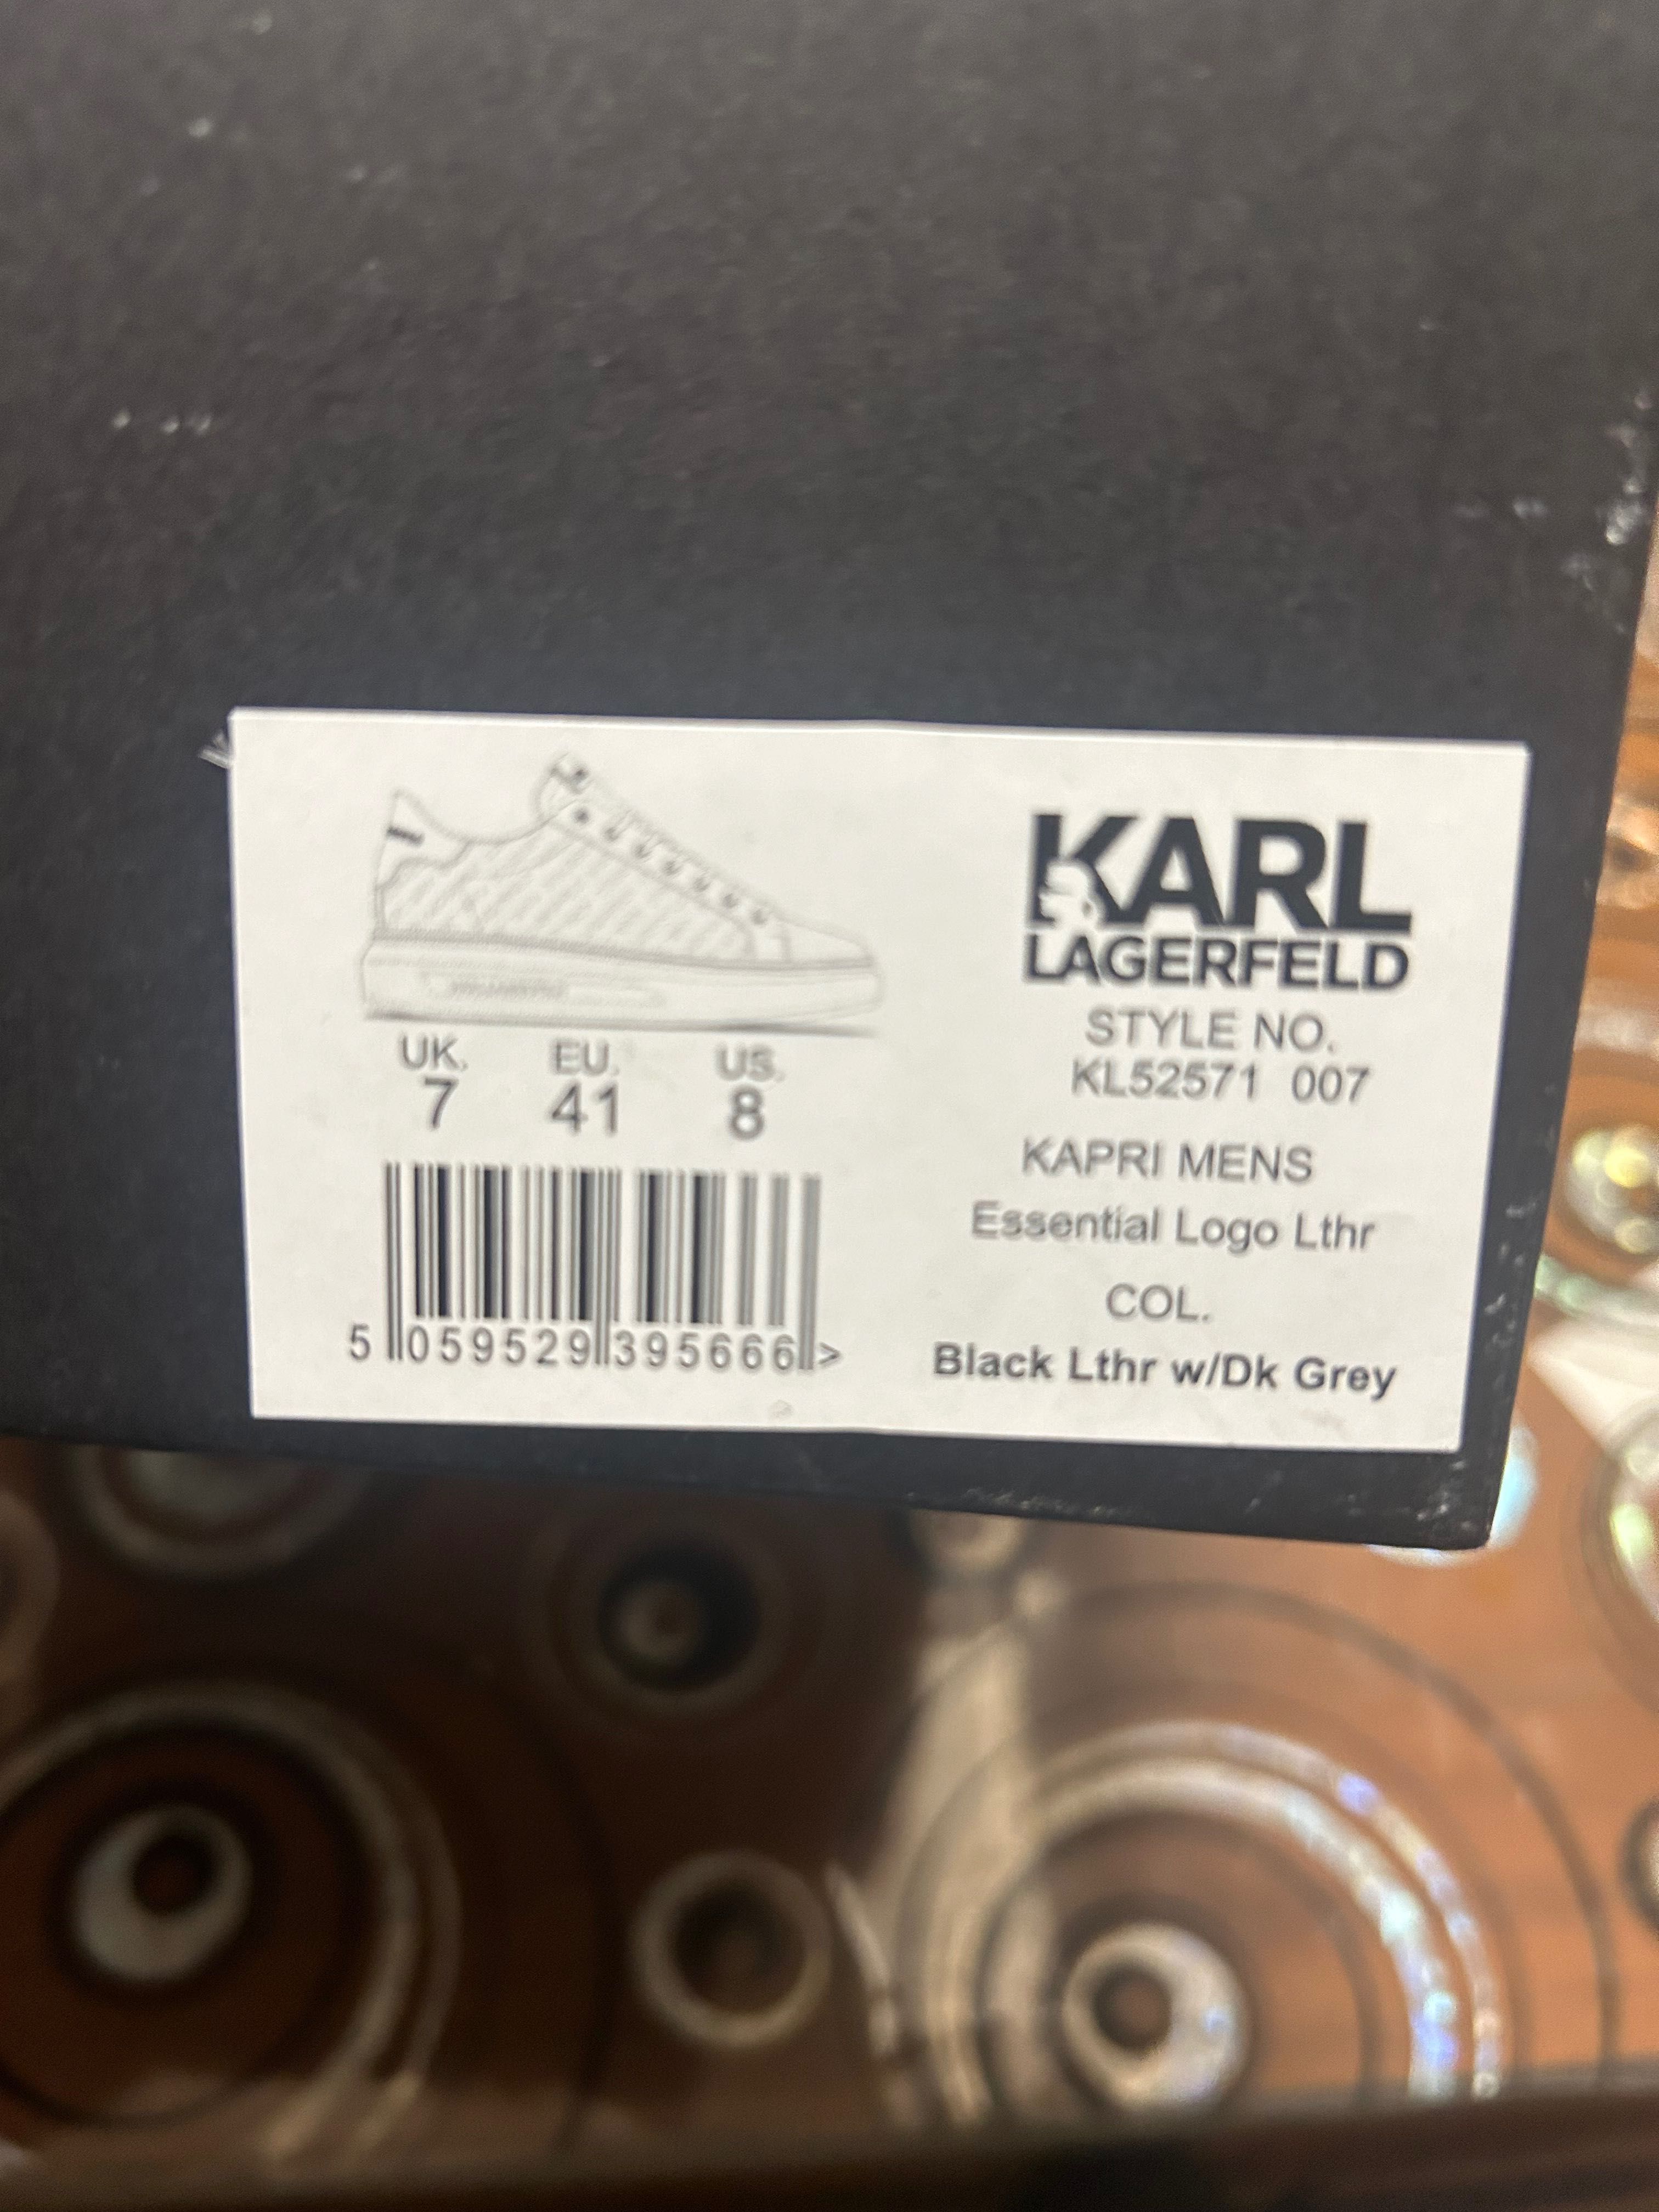 KARL
LAGERFELD
STYLE NO.
KL52571 007
KAPRI MENS
Essential Logo Lthr
COL.
Black Lthr w/Dk Grey
UK. EU. US.
7 41 8
5 059529 395666 >